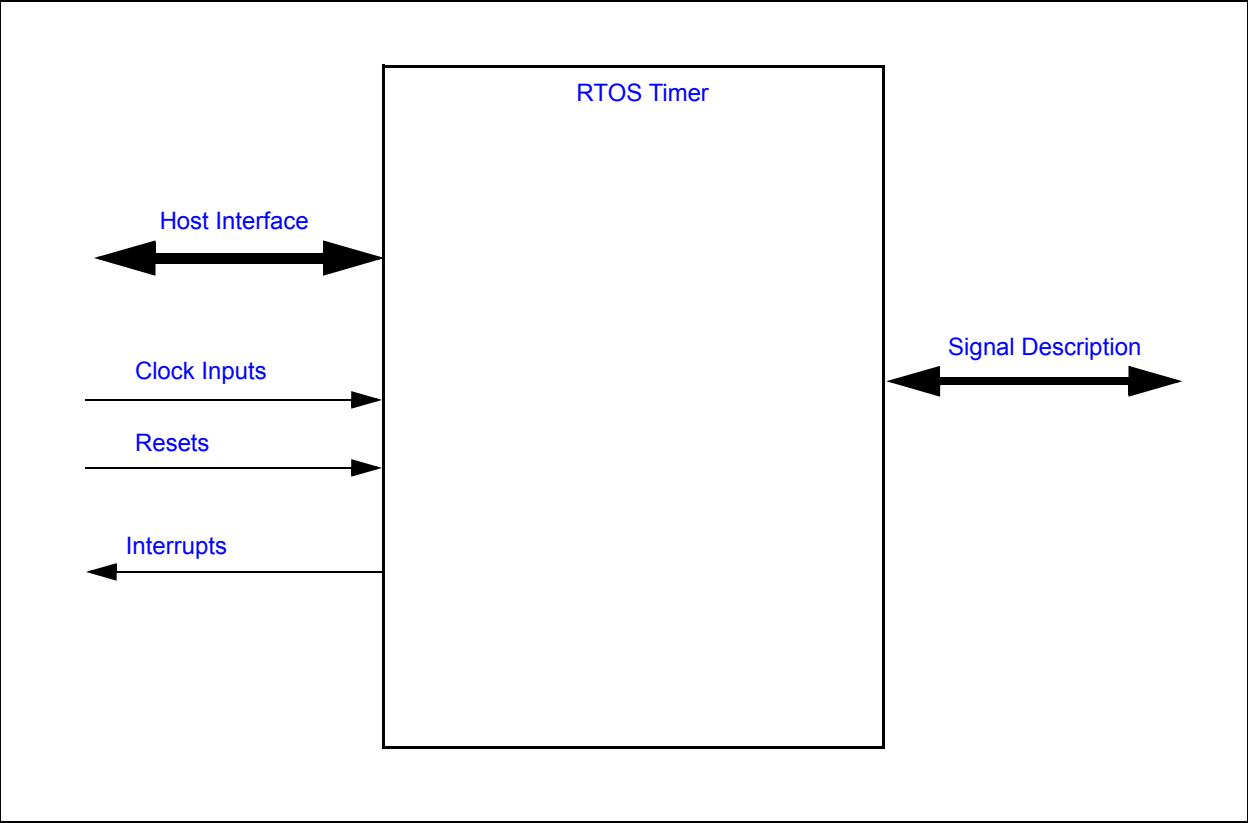 RTOS Timer
Host Interface
Signal Description
Clock Inputs
Resets
Interrupts